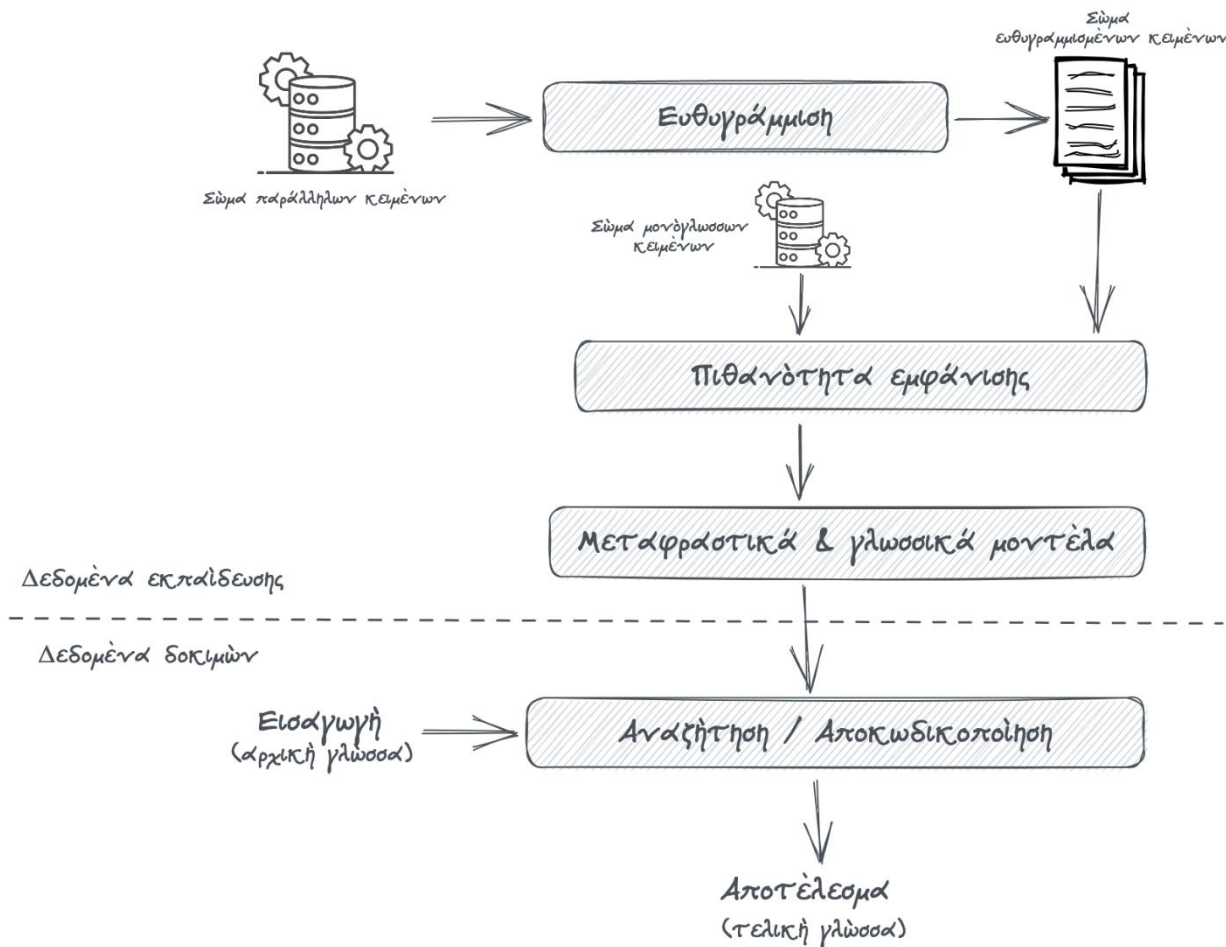 Σώμα
ευθυγραμμισμένων κειμένων
Ευθυγράμμιση
Σώμα παράλληλων κειμένων
Σώμα μονόγλωσσων
κειμένων
Πιθανότητα εμφάνισης
Μεταφραστικά & γλωσσικά μοντέλα
Δεδομένα εκπαίδευσης
Δεδομένα δοκιμών
Εισαγωγή
(αρχική γλώσσα)
Αναζήτηση / Αποκωδικοποίηση
Αποτέλεσμα
(τελική γλώσσα)